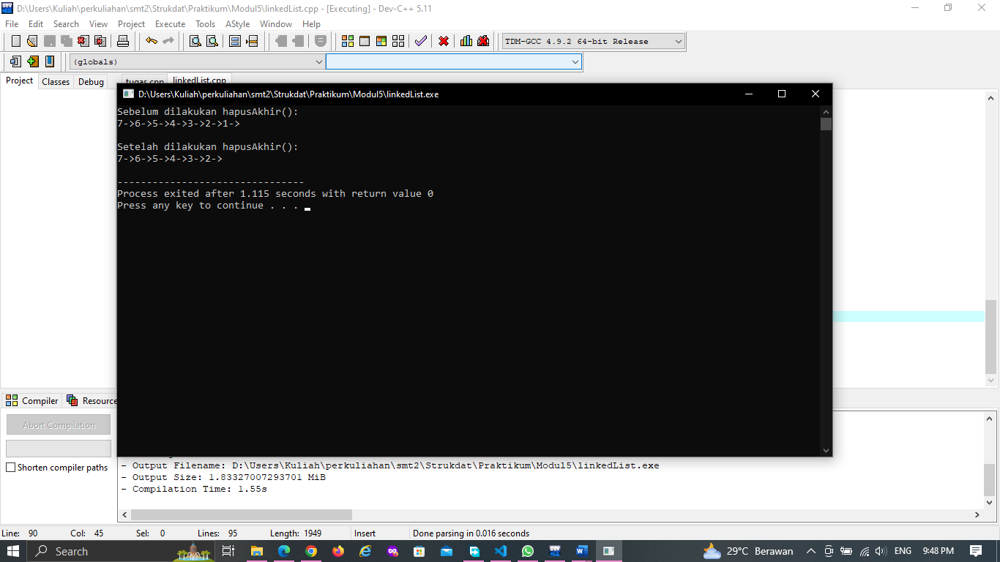 D:\Users\Kuliah\perkuliahan\smt2\Strukdat\Praktikum\Modul5\linkedList.cpp - [Executing] - Dev-C++ 5.11
File Edit Search View Project Execute Tools AStyle Window Help
TDM-GCC 4.9.2 64-bit Release
(globals)
Project Classes Debug tugas.cpp linkedList.cpp
D:\Users\Kuliah\perkuliahan\smt2\Strukdat\Praktikum\Modul5\linkedList.exe
Sebelum dilakukan hapusAkhir():
7->6->5->4->3->2->1->
Setelah dilakukan hapusAkhir():
7->6->5->4->3->2->
--------------------------------
Process exited after 1.115 seconds with return value 0
Press any key to continue . . .
Compiler Resource
Abort Compilation
Shorten compiler paths
- Output Filename: D:\Users\Kuliah\perkuliahan\smt2\Strukdat\Praktikum\Modul5\linkedList.exe
- Output Size: 1.83327007293701 MiB
- Compilation Time: 1.55s
Line: 90 Col: 45 Sel: 0 Lines: 95 Length: 1949 Insert Done parsing in 0.016 seconds
Search 29°C Berawan ENG 9:48 PM